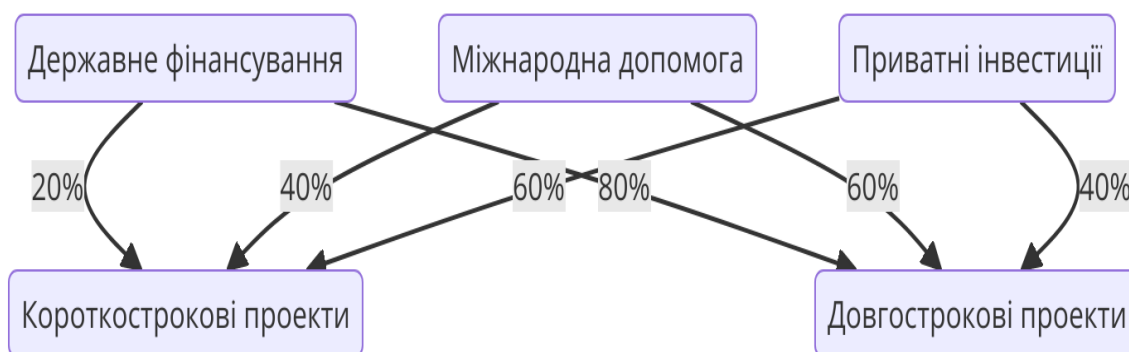 Державне фінансування
Міжнародна допомога
Приватні інвестиції
20%
40%
60%
80%
60%
40%
Короткострокові проекти
Довгострокові проекти